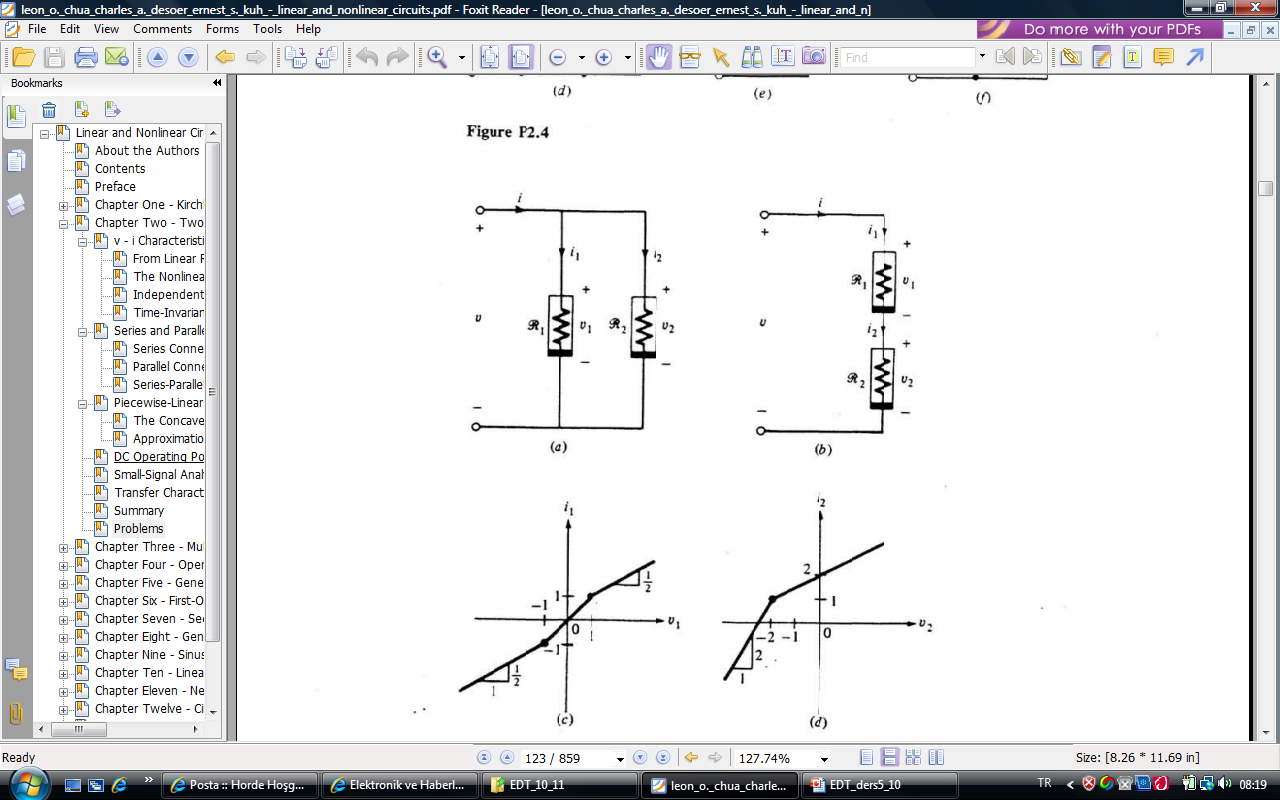 leon_o._chua_charles_a._desoer_ernest_s._kuh_-_linear_and_nonlinear_circuits.pdf - Foxit Reader - [leon_o._chua_charles_a._desoer_ernest_s._kuh_-_linear_and_n]
File Edit View Comments Forms Tools Help
Do more with your PDFs
Find
Bookmarks
Linear and Nonlinear Cir
About the Authors
Contents
Preface
Chapter One - Kirchl
Chapter Two - Two
v - i Characteristi
From Linear R
The Nonlinea
Independent
Time-Invarian
Series and Paralle
Series Conne
Parallel Conne
Series-Paralle
Piecewise-Linear
The Concave
Approximatio
DC Operating Po
Small-Signal Anal
Transfer Charact
Summary
Problems
Chapter Three - Mu
Chapter Four - Oper
Chapter Five - Gene
Chapter Six - First-O
Chapter Seven - Sec
Chapter Eight - Gen
Chapter Nine - Sinus
Chapter Ten - Linea
Chapter Eleven - Ne
Chapter Twelve - Ci
(d) (e) (f)
Figure P2.4
i i
+ +
i1 i2 i1
+ + +
v ℛ1 v1 ℛ2 v2 v ℛ1 v1
− − −
i2
+
ℛ2 v2
− − −
(a) (b)
i1 i2
1 1/2 2
−1 1
0 1 v1 −2 −1 0 v2
−1
1/2 2
1 1
(c) (d)
Ready
123 / 859
127.74%
Size: [8.26 * 11.69 in]
Posta :: Horde Hoşg...
Elektronik ve Haberl...
EDT_10_11
leon_o._chua_charle...
EDT_ders5_10
TR
08:19